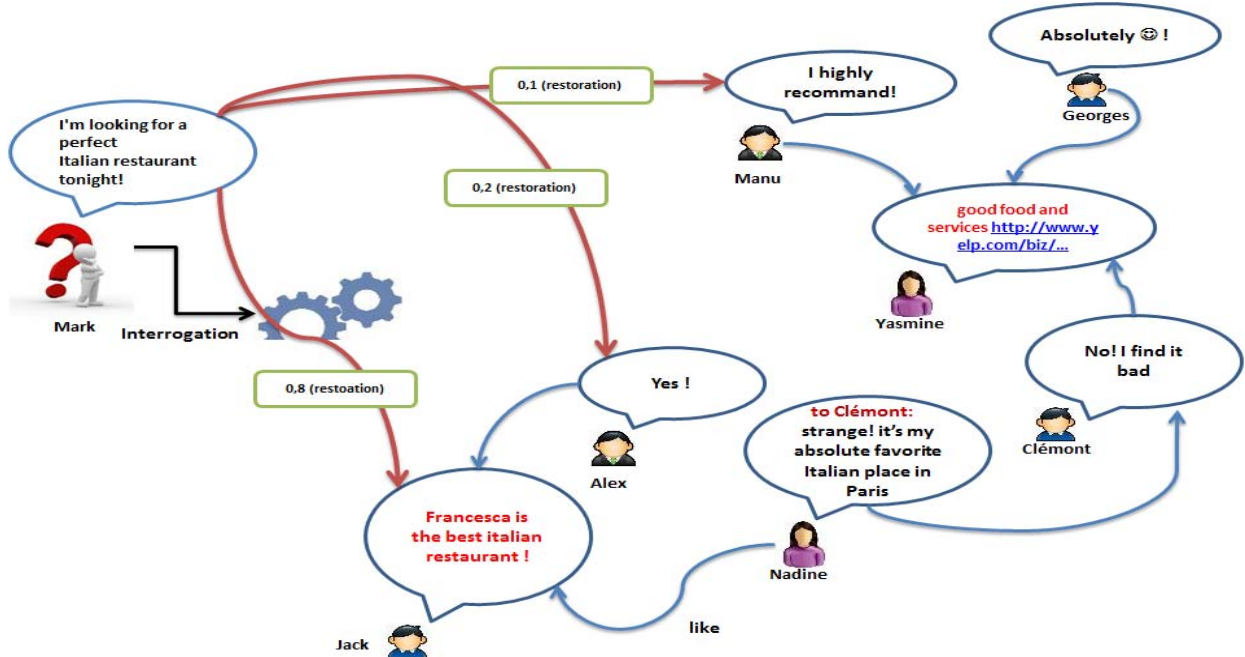 Absolutely ☺ !
Georges
0,1 (restoration)
I highly
recommand!
Manu
I'm looking for a
perfect
Italian restaurant
tonight!
Mark
Interrogation
0,2 (restoration)
good food and
services http://www.y
elp.com/biz/...
Yasmine
0,8 (restoation)
Yes !
Alex
No! I find it
bad
Clémont
to Clémont:
strange! it's my
absolute favorite
Italian place in
Paris
Nadine
Francesca is
the best italian
restaurant !
Jack
like